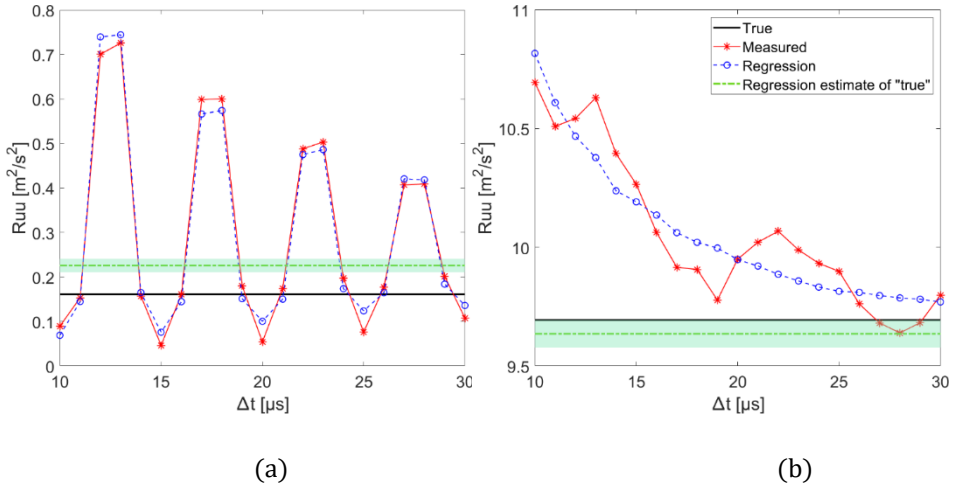 Ruu [m²/s²]
0.8
0.7
0.6
0.5
0.4
0.3
0.2
0.1
0
10 15 20 25 30
Δt [μs]
(a)
Ruu [m²/s²]
11
10.5
10
9.5
10 15 20 25 30
Δt [μs]
True
Measured
Regression
Regression estimate of "true"
(b)